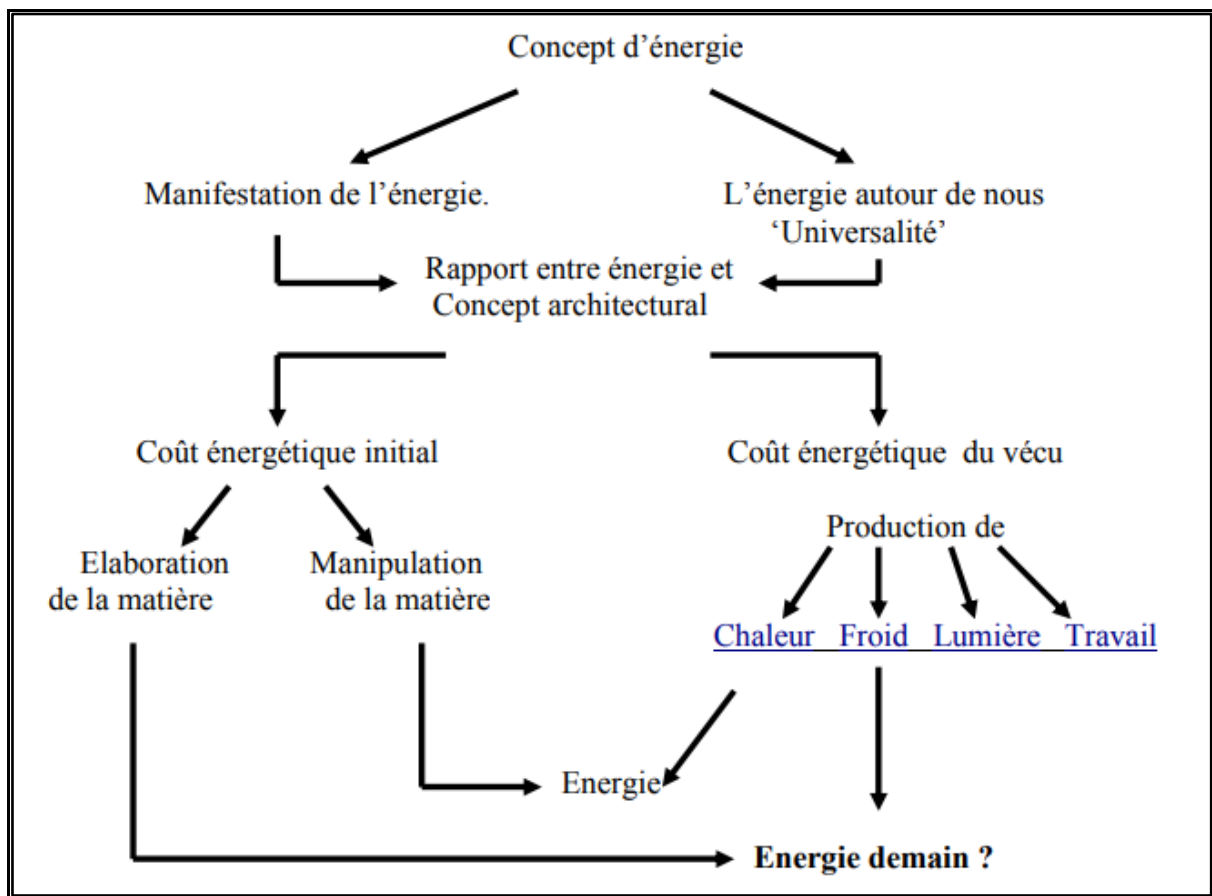 Concept d’énergie
Manifestation de l’énergie.
L’énergie autour de nous
‘Universalité’
Rapport entre énergie et
Concept architectural
Coût énergétique initial
Coût énergétique du vécu
Production de
Elaboration
de la matière
Manipulation
de la matière
Chaleur Froid Lumière Travail
Energie
Energie demain ?